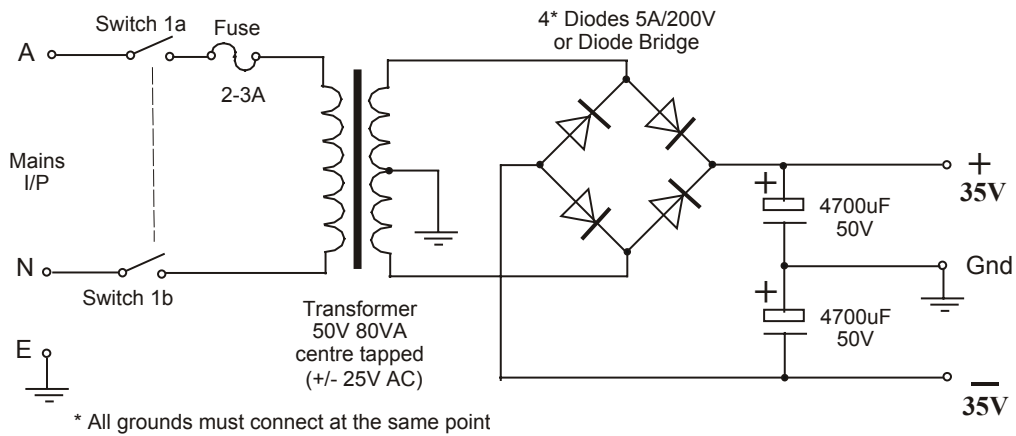 Switch 1a
Fuse
4* Diodes 5A/200V
or Diode Bridge
A
2-3A
Mains
I/P
+
35V
+
4700uF
50V
N
Switch 1b
Gnd
Transformer
50V 80VA
centre tapped
(+/- 25V AC)
+
4700uF
50V
E
−
35V
* All grounds must connect at the same point